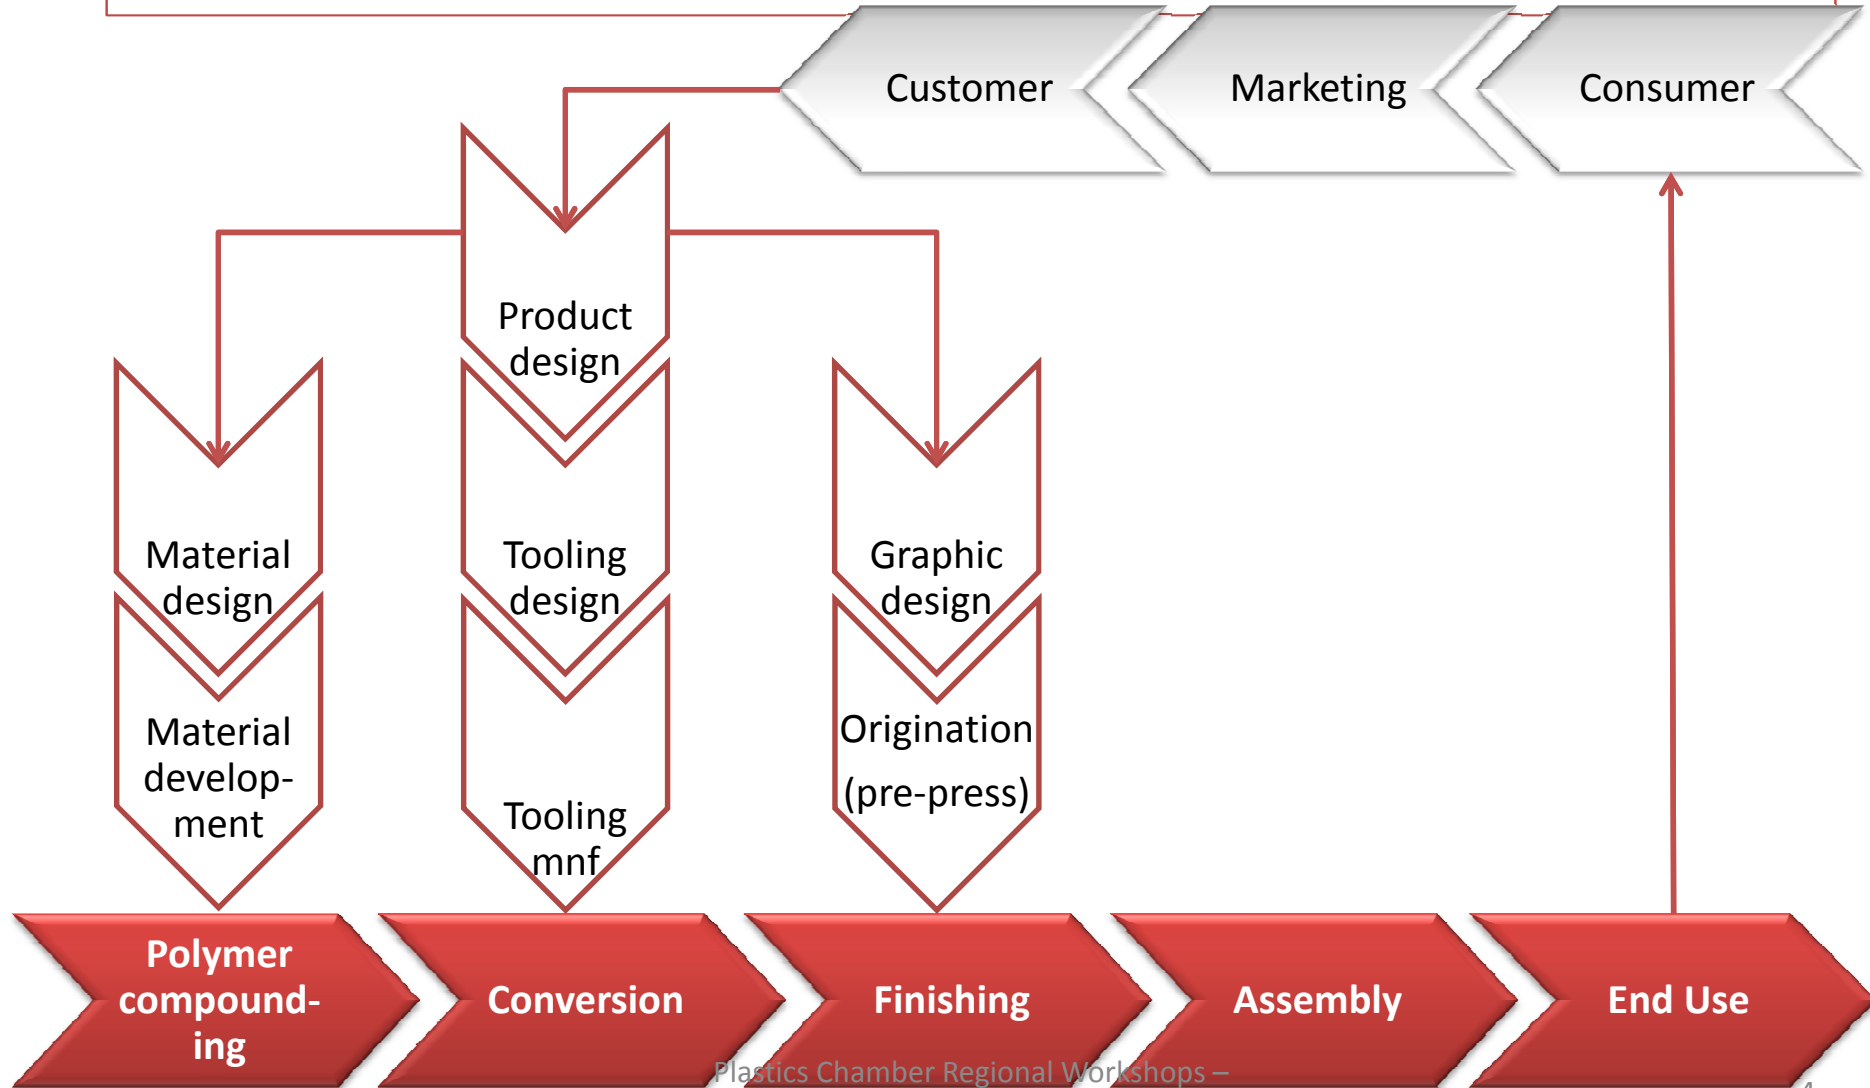 Customer
Marketing
Consumer
Product
design
Material
design
Tooling
design
Graphic
design
Material
develop-
ment
Tooling
mnf
Origination
(pre-press)
Polymer
compound-
ing
Conversion
Finishing
Assembly
End Use
Plastics Chamber Regional Workshops –